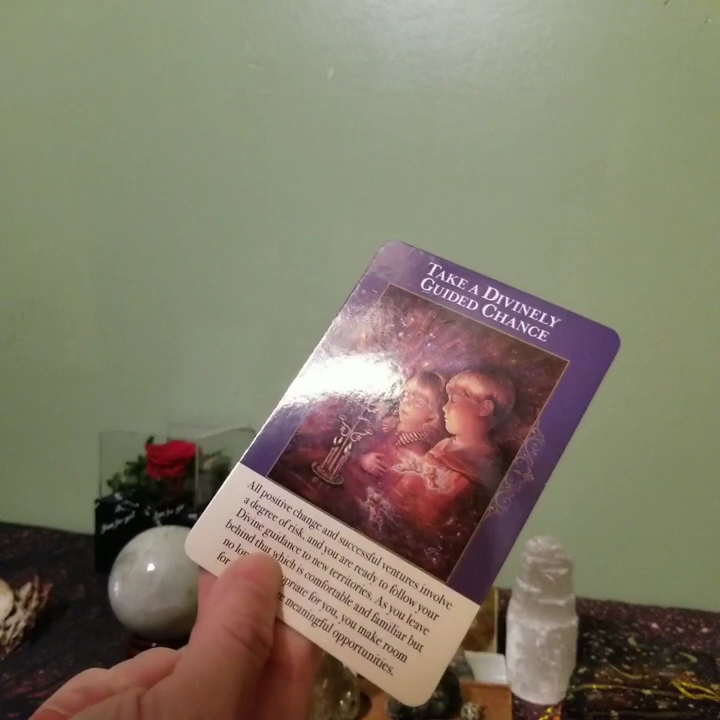 TAKE A DIVINELY
GUIDED CHANCE
All positive change and successful ventures involve
a degree of risk, and you are ready to follow your
Divine guidance to new territories. As you leave
behind that which is comfortable and familiar but
no for you, you make room
for meaningful opportunities.